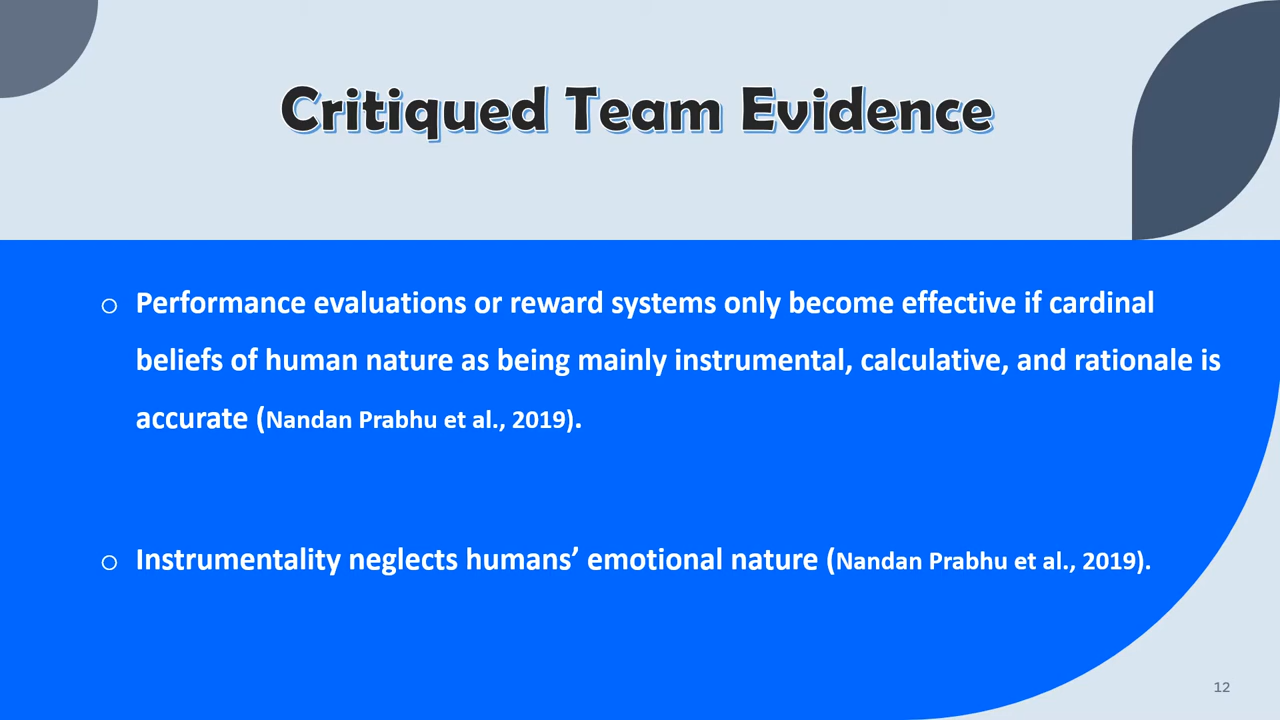 Critiqued Team Evidence
○ Performance evaluations or reward systems only become effective if cardinal
beliefs of human nature as being mainly instrumental, calculative, and rationale is
accurate (Nandan Prabhu et al., 2019).
○ Instrumentality neglects humans’ emotional nature (Nandan Prabhu et al., 2019).
12